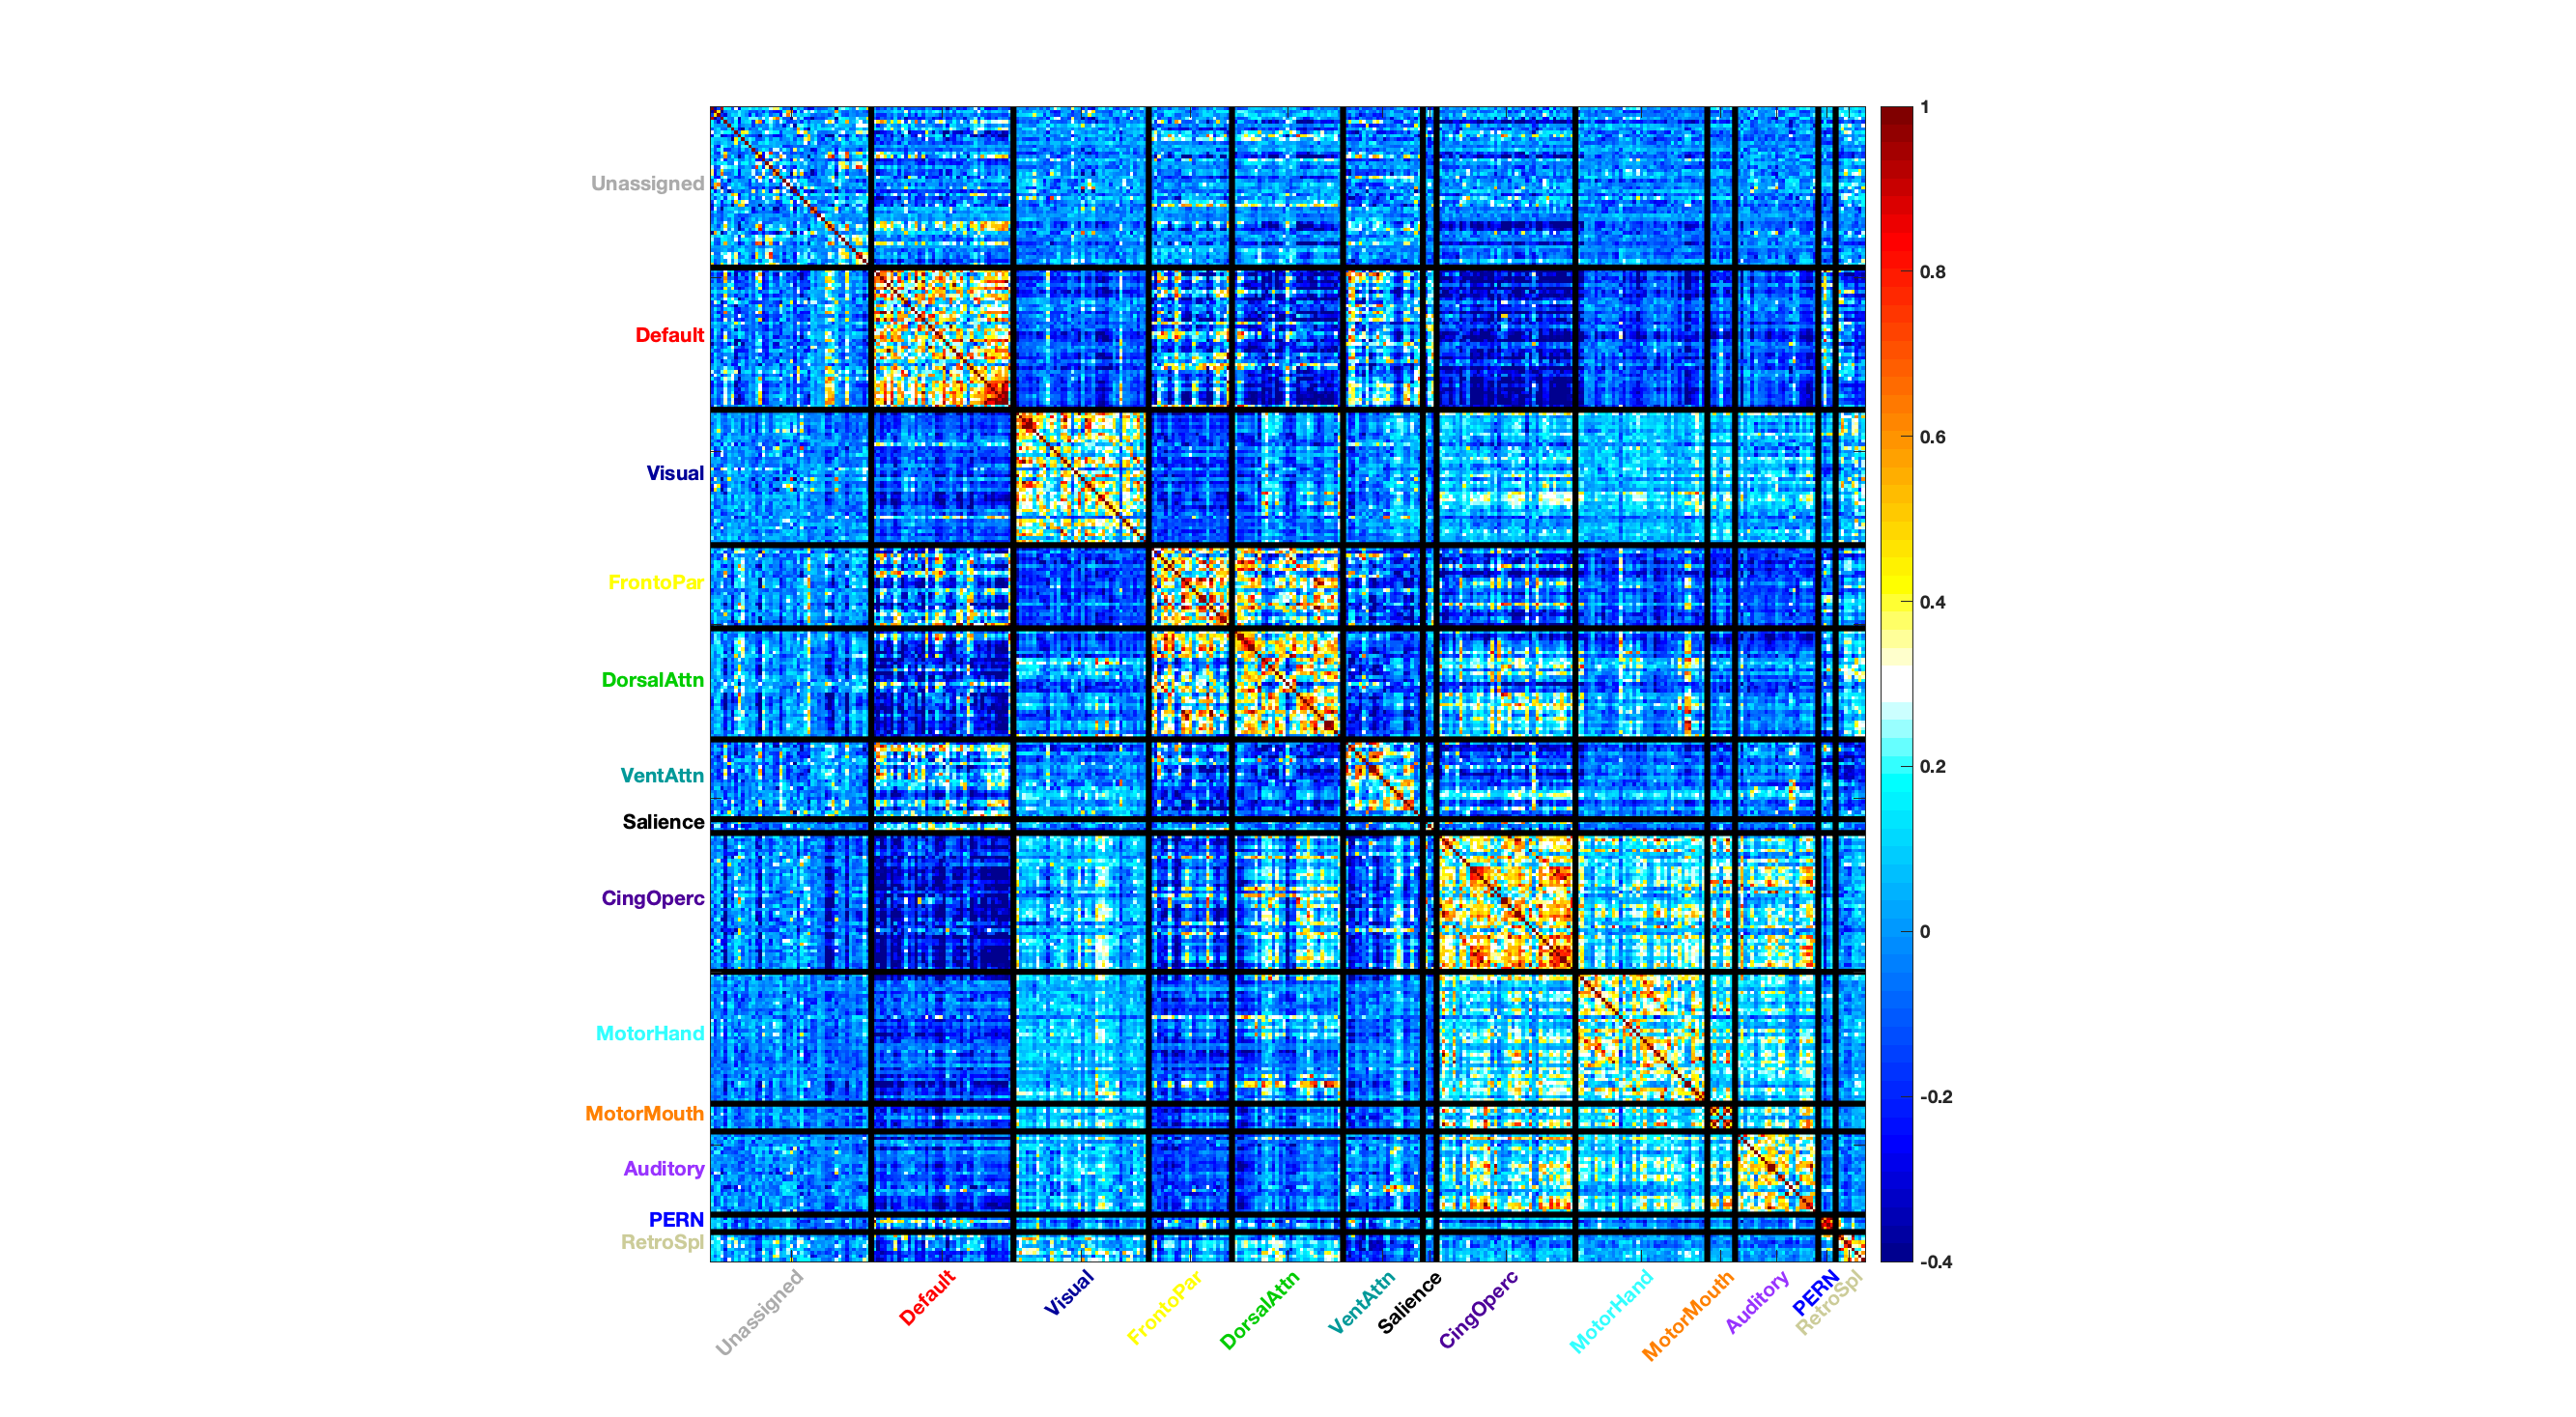 Unassigned
Default
Visual
FrontoPar
DorsalAttn
VentAttn
Salience
CingOperc
MotorHand
MotorMouth
Auditory
PERN
RetroSpl
Unassigned
Default
Visual
FrontoPar
DorsalAttn
VentAttn
Salience
CingOperc
MotorHand
MotorMouth
Auditory
PERN
RetroSpl
1
0.8
0.6
0.4
0.2
0
-0.2
-0.4